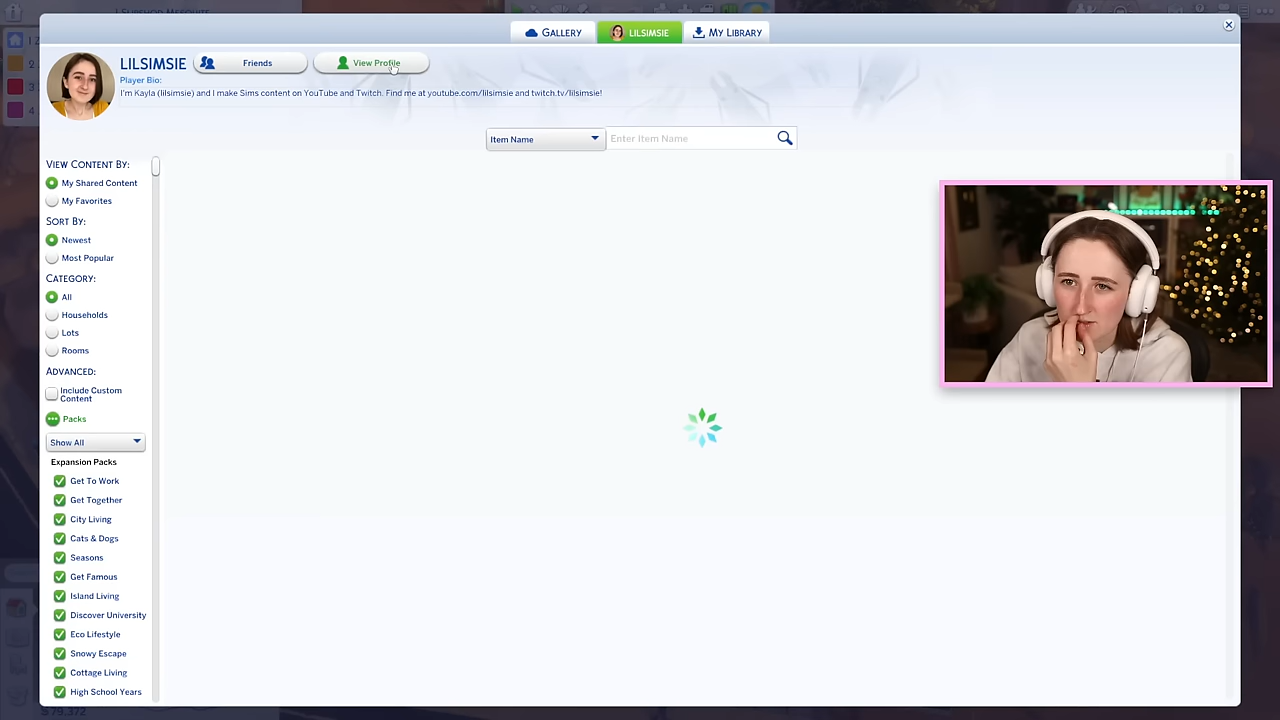 GALLERY
LILSIMSIE
MY LIBRARY
LILSIMSIE
Friends
View Profile
Player Bio:
I'm Kayla (lilsimsie) and I make Sims content on YouTube and Twitch. Find me at youtube.com/lilsimsie and twitch.tv/lilsimsie!
Item Name
Enter Item Name
VIEW CONTENT BY:
My Shared Content
My Favorites
SORT BY:
Newest
Most Popular
CATEGORY:
All
Households
Lots
Rooms
ADVANCED:
Include Custom
Content
Packs
Show All
Expansion Packs
Get To Work
Get Together
City Living
Cats & Dogs
Seasons
Get Famous
Island Living
Discover University
Eco Lifestyle
Snowy Escape
Cottage Living
High School Years